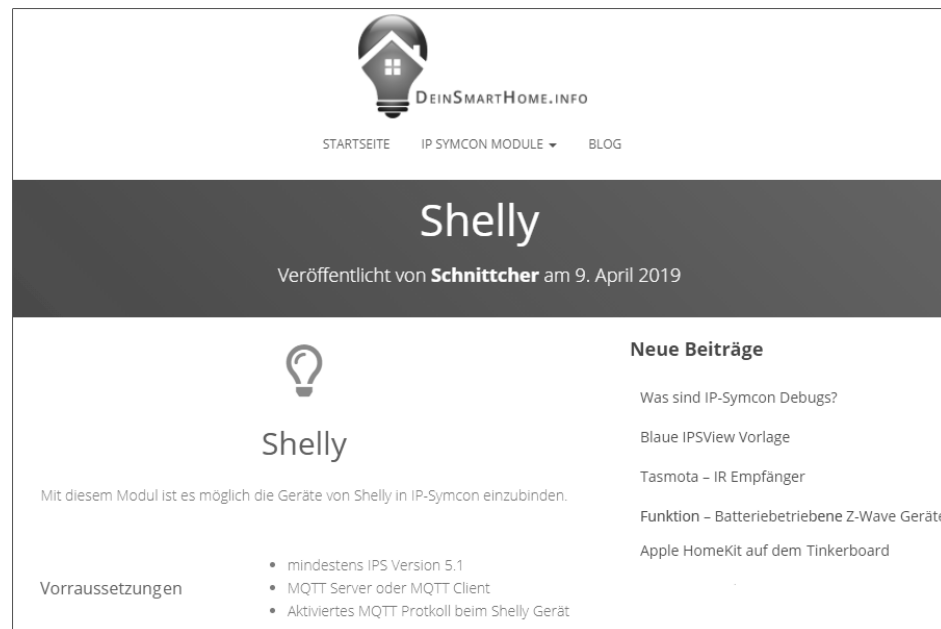 DEINSMARTHOME.INFO
STARTSEITE IP SYMCON MODULE BLOG
Shelly
Veröffentlicht von Schnittcher am 9. April 2019
Shelly
Mit diesem Modul ist es möglich die Geräte von Shelly in IP-Symcon einzubinden.
Vorraussetzungen
• mindestens IPS Version 5.1
• MQTT Server oder MQTT Client
• Aktiviertes MQTT Protkoll beim Shelly Gerät
Neue Beiträge
Was sind IP-Symcon Debugs?
Blaue IPSView Vorlage
Tasmota – IR Empfänger
Funktion – Batteriebetriebene Z-Wave Geräte
Apple HomeKit auf dem Tinkerboard